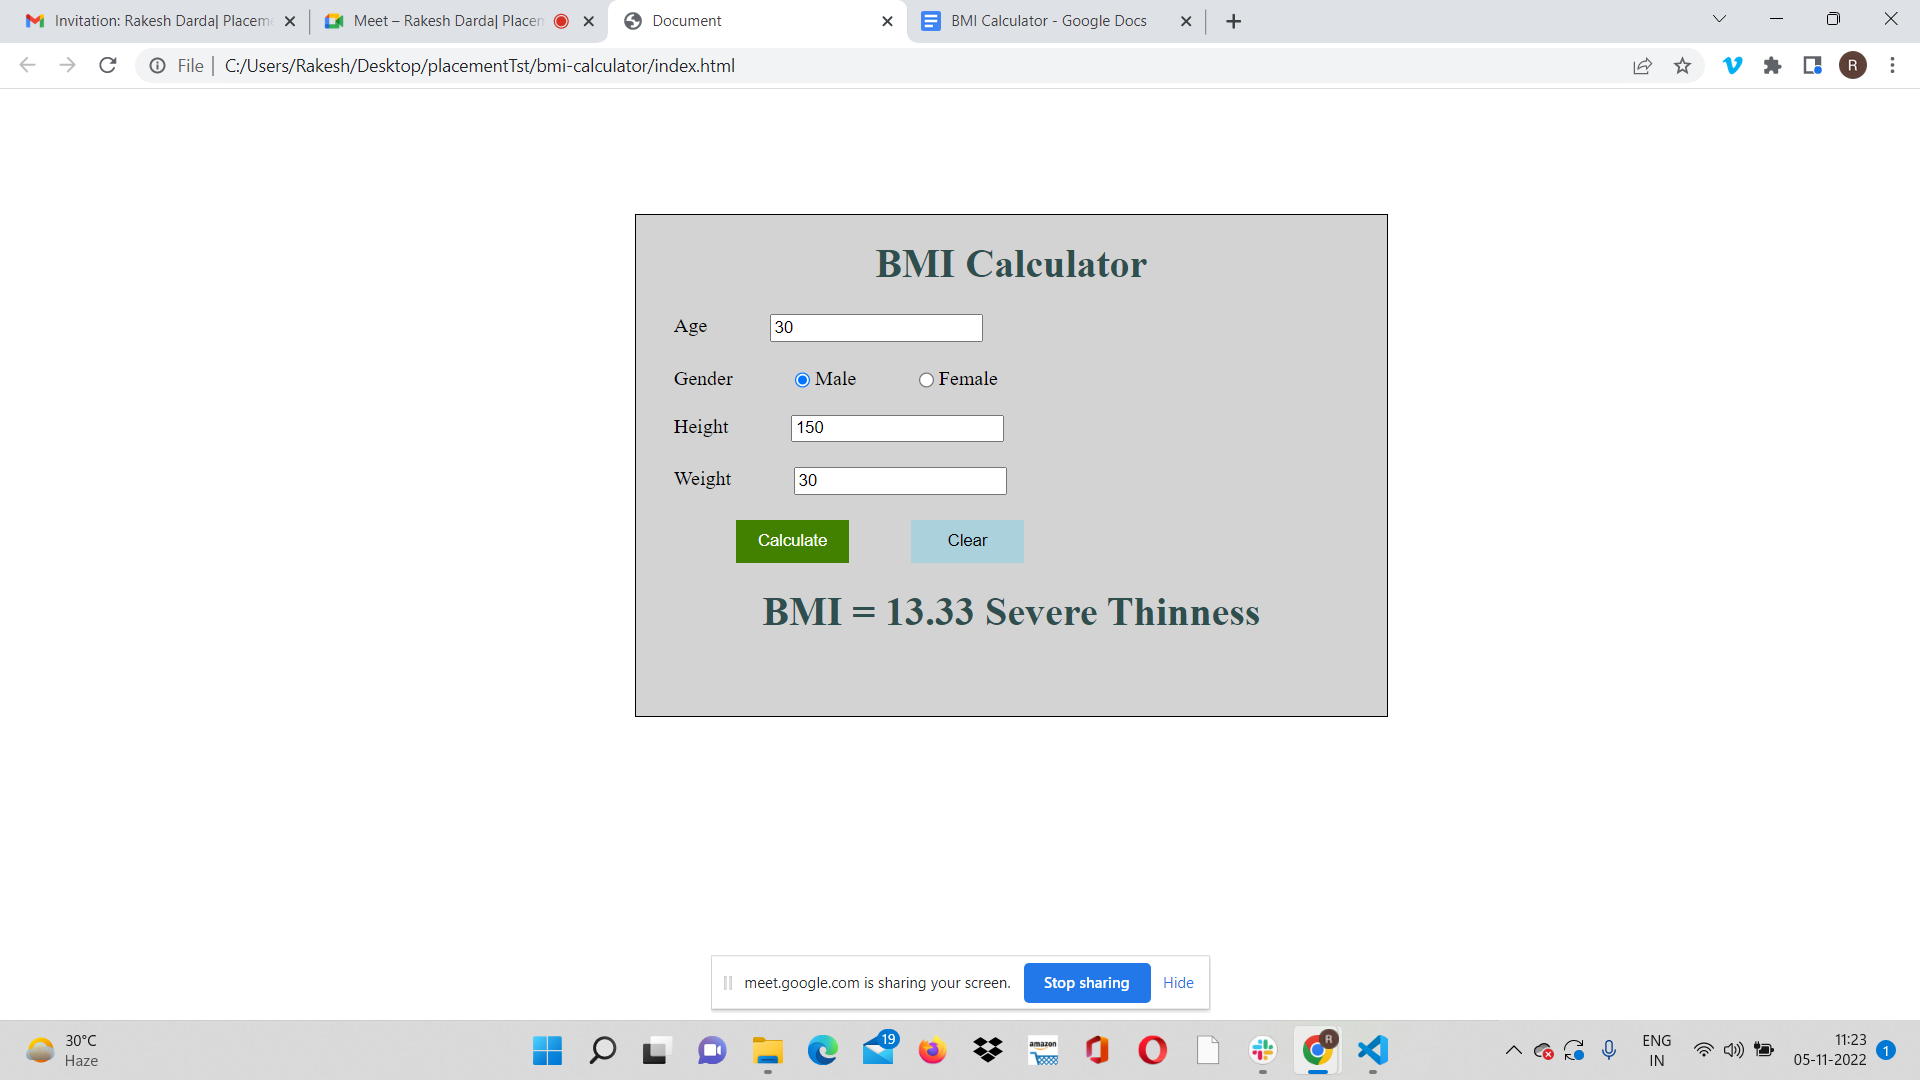 Invitation: Rakesh Darda| Placeme
Meet – Rakesh Darda| Placen
Document
BMI Calculator - Google Docs
File
C:/Users/Rakesh/Desktop/placementTst/bmi-calculator/index.html
R
BMI Calculator
Age 30
Gender Male Female
Height 150
Weight 30
Calculate Clear
BMI = 13.33 Severe Thinness
meet.google.com is sharing your screen. Stop sharing Hide
30°C
Haze
19
amazon
R
ENG
IN
11:23
05-11-2022
1